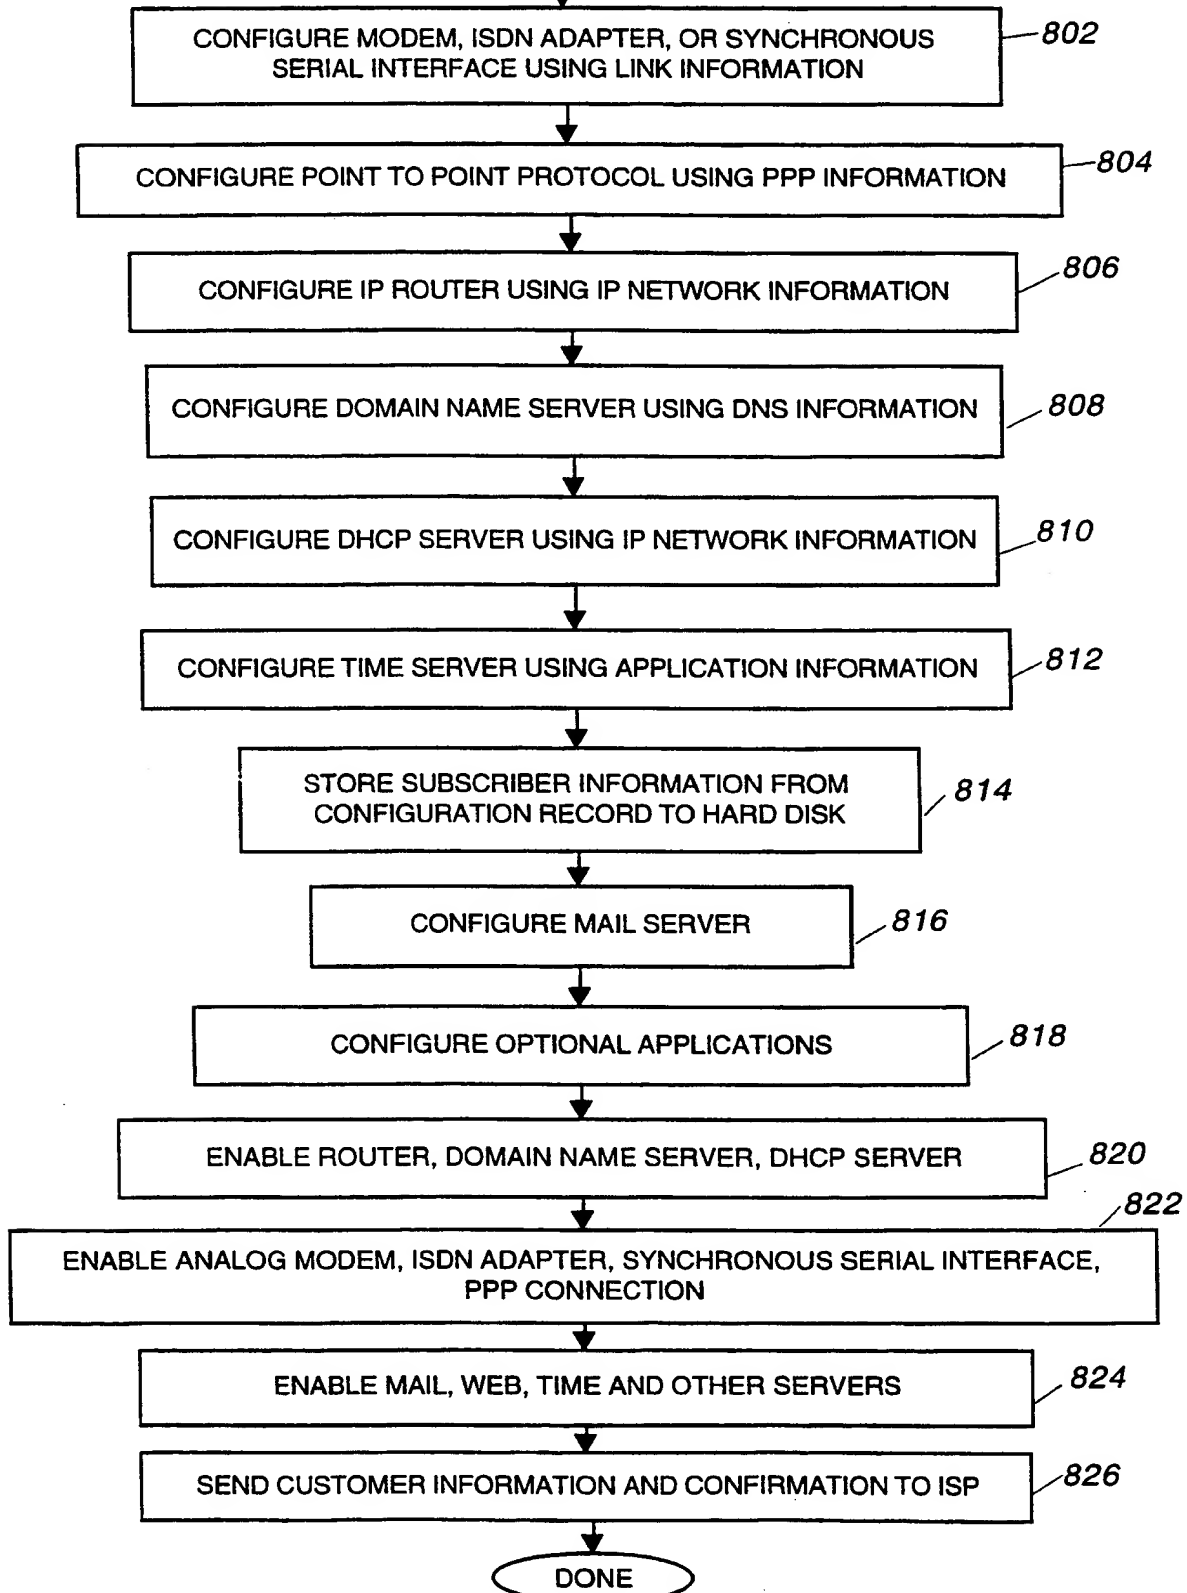 CONFIGURE MODEM, ISDN ADAPTER, OR SYNCHRONOUS
SERIAL INTERFACE USING LINK INFORMATION
802
CONFIGURE POINT TO POINT PROTOCOL USING PPP INFORMATION
804
CONFIGURE IP ROUTER USING IP NETWORK INFORMATION
806
CONFIGURE DOMAIN NAME SERVER USING DNS INFORMATION
808
CONFIGURE DHCP SERVER USING IP NETWORK INFORMATION
810
CONFIGURE TIME SERVER USING APPLICATION INFORMATION
812
STORE SUBSCRIBER INFORMATION FROM
CONFIGURATION RECORD TO HARD DISK
814
CONFIGURE MAIL SERVER
816
CONFIGURE OPTIONAL APPLICATIONS
818
ENABLE ROUTER, DOMAIN NAME SERVER, DHCP SERVER
820
822
ENABLE ANALOG MODEM, ISDN ADAPTER, SYNCHRONOUS SERIAL INTERFACE,
PPP CONNECTION
ENABLE MAIL, WEB, TIME AND OTHER SERVERS
824
SEND CUSTOMER INFORMATION AND CONFIRMATION TO ISP
826
DONE